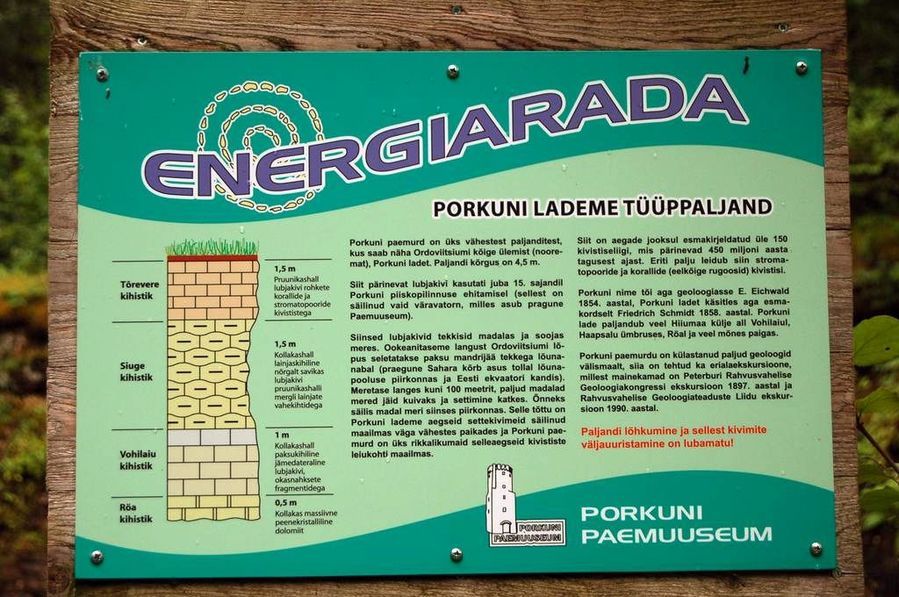 ENERGIARADA
PORKUNI LADEME TÜÜPPALJAND
Tõrevere
kihistik
1,5 m
Pruunikashall
lubjakivi rohkete
korallide ja
stromatopooride
kivististega
Siuge
kihistik
1,5 m
Kollakashall
lainjaskihiline
nõrgalt savikas
lubjakivi
pruunikashalli
mergli lainjate
vahekihtidega
Vohilaiu
kihistik
1 m
Kollakashall
paksukihiline
jämedateraline
lubjakivi,
okasnahksete
fragmentidega
Röa
kihistik
0,5 m
Kollakas massiivne
peenekristalliline
dolomiit
Porkuni paemurd on üks vähestest paljanditest,
kus saab näha Ordoviitsiumi kõige ülemist (noore-
mat), Porkuni ladet. Paljandi kõrgus on 4,5 m.
Siit pärinevat lubjakivi kasutati juba 15. sajandil
Porkuni piiskopilinnuse ehitamisel (sellest on
säilinud vaid väravatorn, milles asub pragune
Paemuuseum).
Siinsed lubjakivid tekkisid madalas ja soojas
meres. Ookeanitaseme langust Ordoviitsiumi lõ-
pus seletatakse paksu mandrijää tekkega lõuna-
nabal (praegune Sahara kõrb asus tollal lõuna-
pooluse piirkonnas ja Eesti ekvaatori kandis).
Meretase langes kuni 100 meetrit, paljud madalad
mered jäid kuivaks ja settimine katkes. Õnneks
säilis madal meri siinses piirkonnas. Selle tõttu on
Porkuni lademe aegseid settekivimeid säilinud
maailmas väga vähestes paikades ja Porkuni pae-
murd on üks rikkalikumaid selleaegseid kivististe
leiukohti maailmas.
Siit on aegade jooksul esmakirjeldatud üle 150
kivistiseliigi, mis pärinevad 450 miljoni aasta
tagusest ajast. Eriti palju leidub siin stroma-
topooride ja korallide (eelkõige rugoosid) kivistisi.
Porkuni nime tõi aga geoloogiasse E. Eichwald
1854. aastal, Porkuni ladet käsitles aga esma-
kordselt Friedrich Schmidt 1858. aastal. Porkuni
lade paljandub veel Hiiumaa külje all Vohilaiul,
Haapsalu ümbruses, Röal ja veel mõnes paigas.
Porkuni paemurdu on külastanud paljud geoloogid
välismaalt, siia on tehtud ka erialaekskursioone,
millest mainekamad on Peterburi Rahvusvahelise
Geoloogiakongressi ekskursioon 1897. aastal ja
Rahvusvahelise Geoloogiateaduste Liidu ekskur-
sioon 1990. aastal.
Paljandi lõhkumine ja sellest kivimite
väljauuristamine on lubamatu!
PORKUNI
PAEMUUSEUM
PORKUNI
PAEMUUSEUM